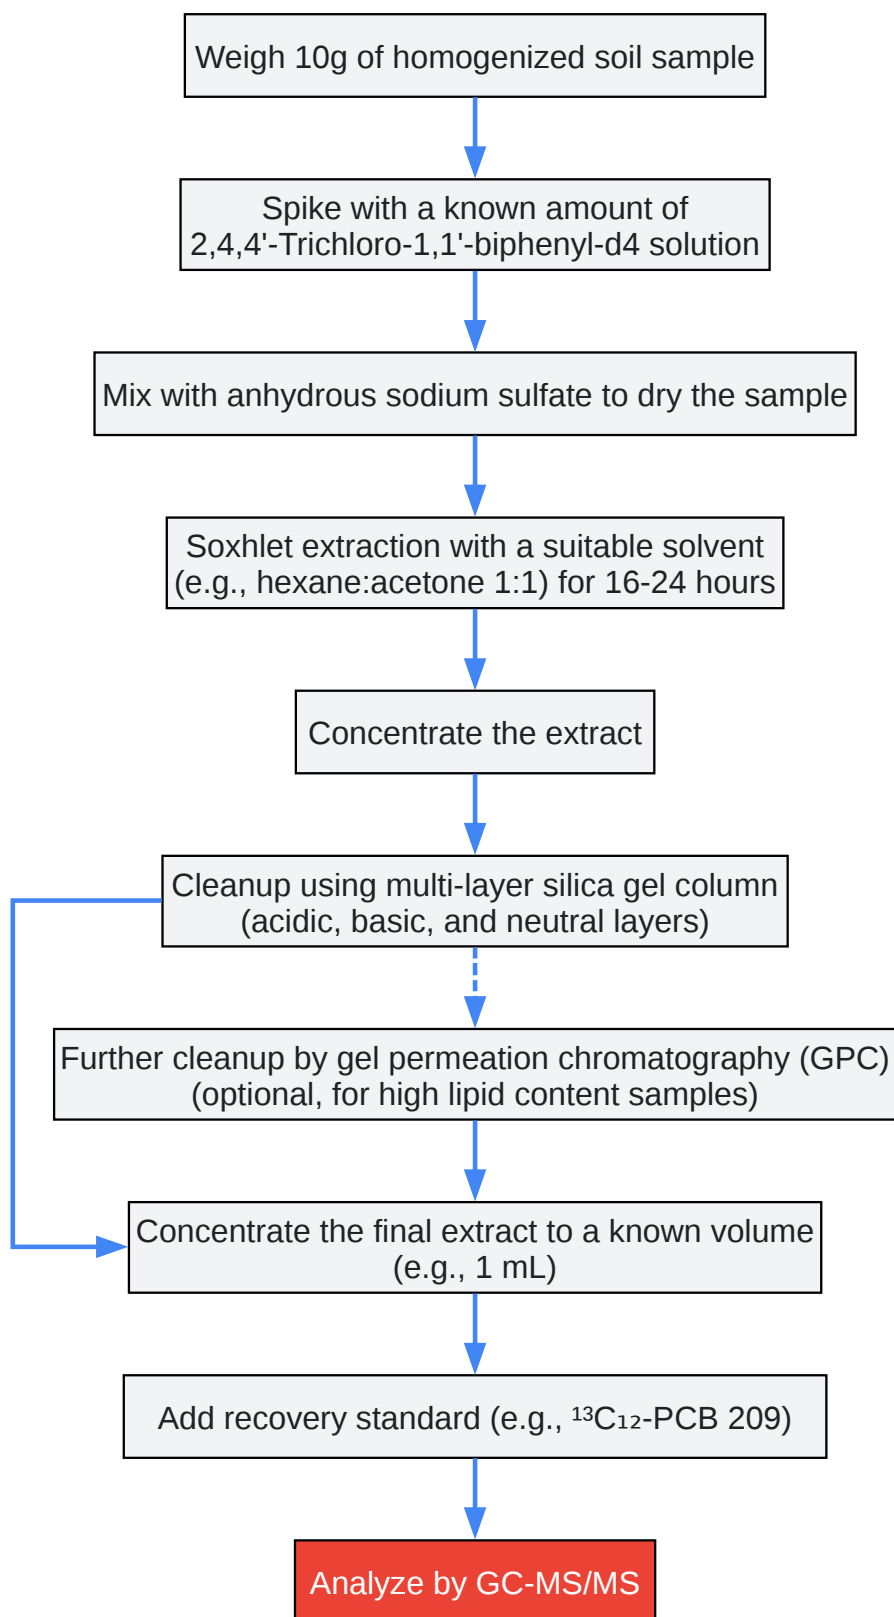 Weigh 10g of homogenized soil sample
Spike with a known amount of
2,4,4'-Trichloro-1,1'-biphenyl-d4 solution
Mix with anhydrous sodium sulfate to dry the sample
Soxhlet extraction with a suitable solvent
(e.g., hexane:acetone 1:1) for 16-24 hours
Concentrate the extract
Cleanup using multi-layer silica gel column
(acidic, basic, and neutral layers)
Further cleanup by gel permeation chromatography (GPC)
(optional, for high lipid content samples)
Concentrate the final extract to a known volume
(e.g., 1 mL)
Add recovery standard (e.g., ¹³C₁₂-PCB 209)
Analyze by GC-MS/MS